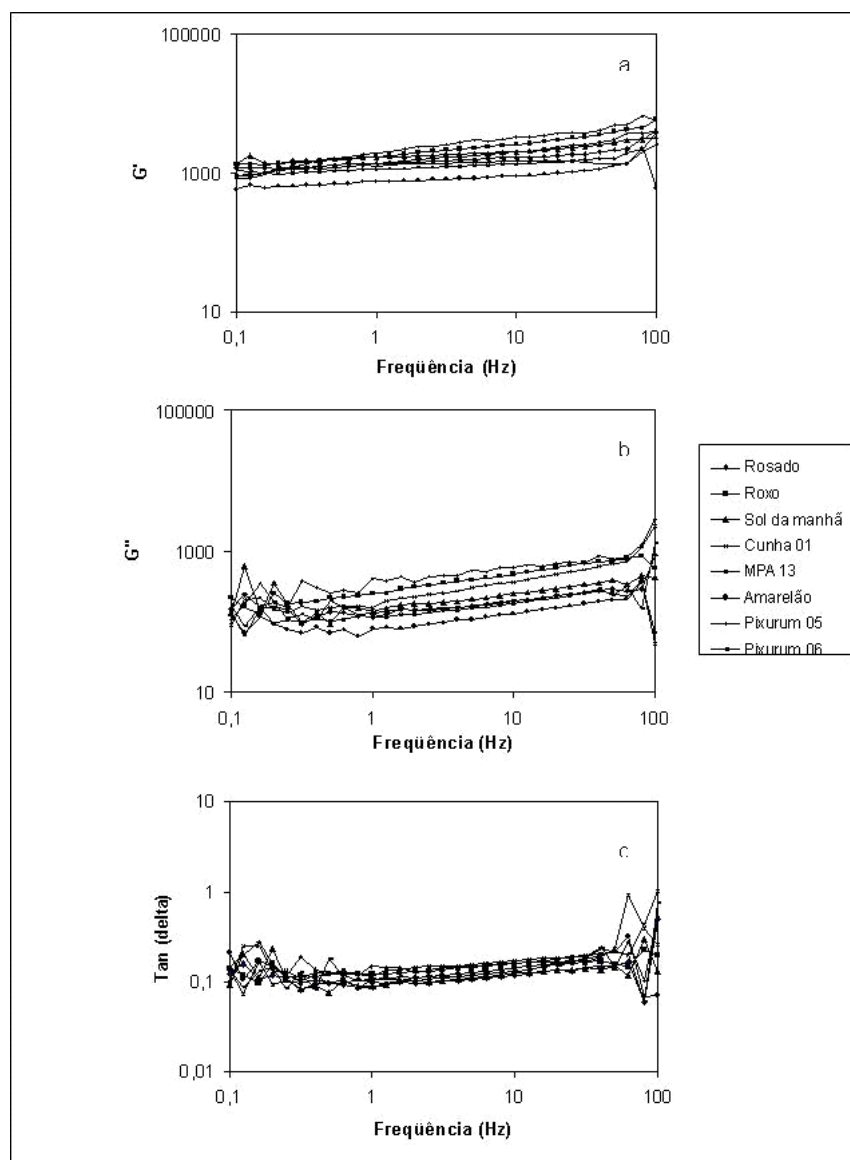 100000
a
G'
1000
10
0,1
1
10
100
Freqüência (Hz)
100000
b
G"
1000
10
0,1
1
10
100
Freqüência (Hz)
Rosado
Roxo
Sol da manhã
Cunha 01
MPA 13
Amarelão
Pixurum 05
Pixurum 06
10
c
1
Tan (delta)
0,1
0,01
0,1
1
10
100
Freqüência (Hz)